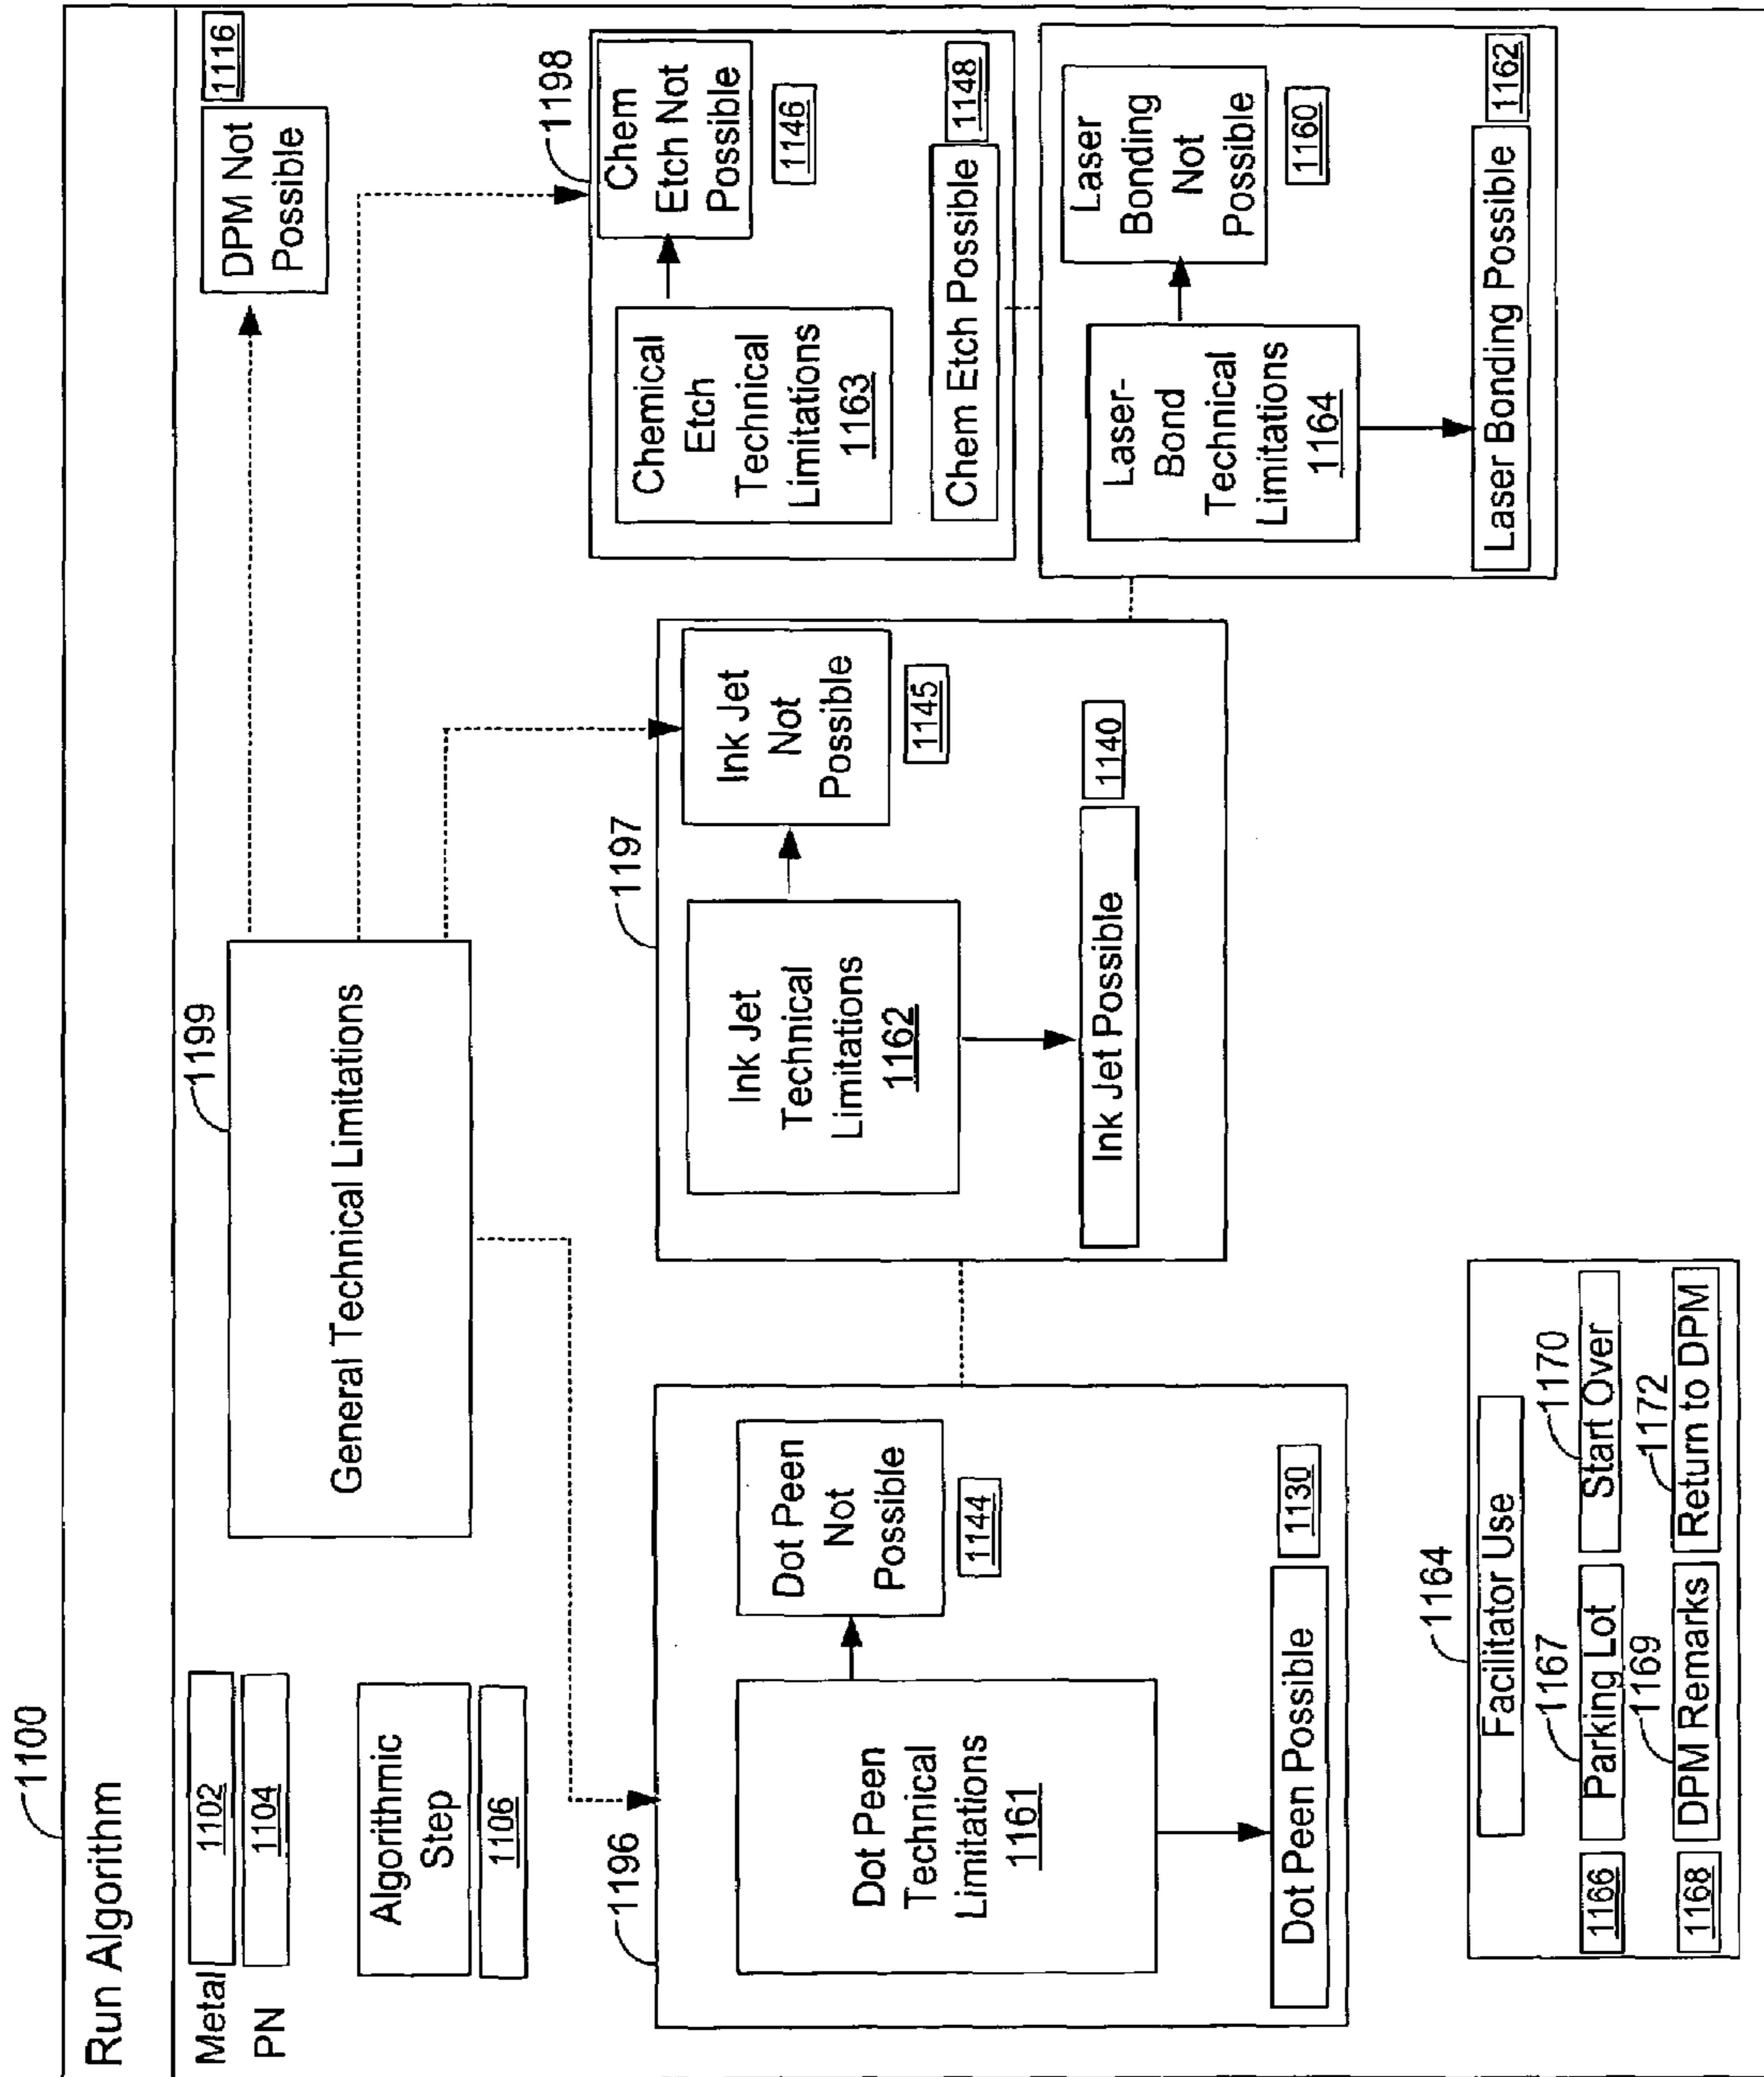 1100
Run Algorithm
Metal
1102
PN
1104
Algorithmic
Step
1106
1199
General Technical Limitations
DPM Not
Possible
1116
1196
Dot Peen
Technical
Limitations
1161
Dot Peen
Not
Possible
1144
Dot Peen Possible
1130
1197
Ink Jet
Technical
Limitations
1162
Ink Jet
Not
Possible
1145
Ink Jet Possible
1140
1198
Chemical
Etch
Technical
Limitations
1163
Chem
Etch Not
Possible
1146
Chem Etch Possible
1148
Laser-
Bond
Technical
Limitations
1164
Laser
Bonding
Not
Possible
1160
Laser Bonding Possible
1162
1164
Facilitator Use
1167
1170
1166
Parking Lot
Start Over
1169
1172
1168
DPM Remarks
Return to DPM